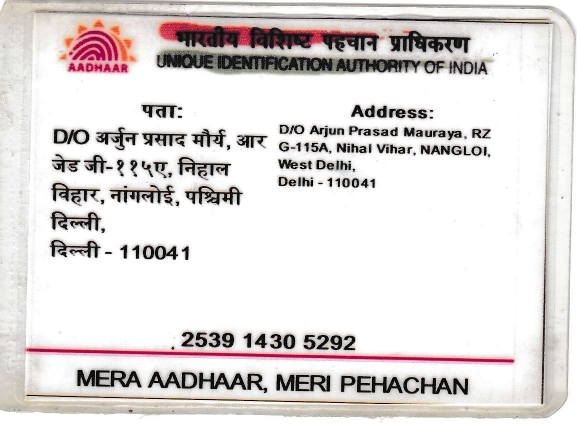 भारतीय विशिष्ट पहचान प्राधिकरण
AADHAAR
UNIQUE IDENTIFICATION AUTHORITY OF INDIA
पता:
D/O अर्जुन प्रसाद मौर्य, आर
जेड जी-११५ए, निहाल
विहार, नांगलोई, पश्चिमी
दिल्ली,
दिल्ली - 110041
Address:
D/O Arjun Prasad Mauraya, RZ
G-115A, Nihal Vihar, NANGLOI,
West Delhi,
Delhi - 110041
2539 1430 5292
MERA AADHAAR, MERI PEHACHAN